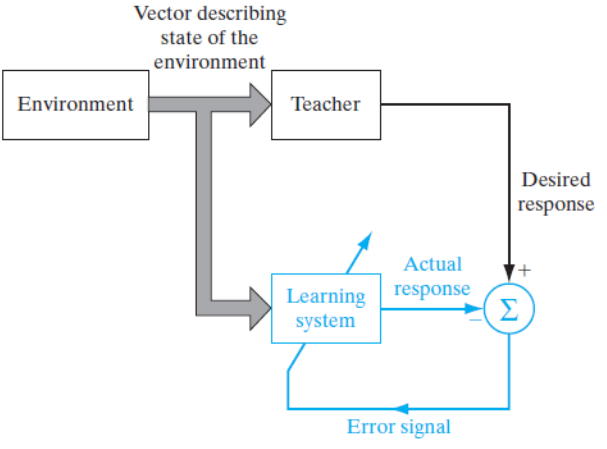 Vector describing
state of the
environment
Environment
Teacher
Desired
response
+
Actual
response
Learning
system
−
Σ
Error signal